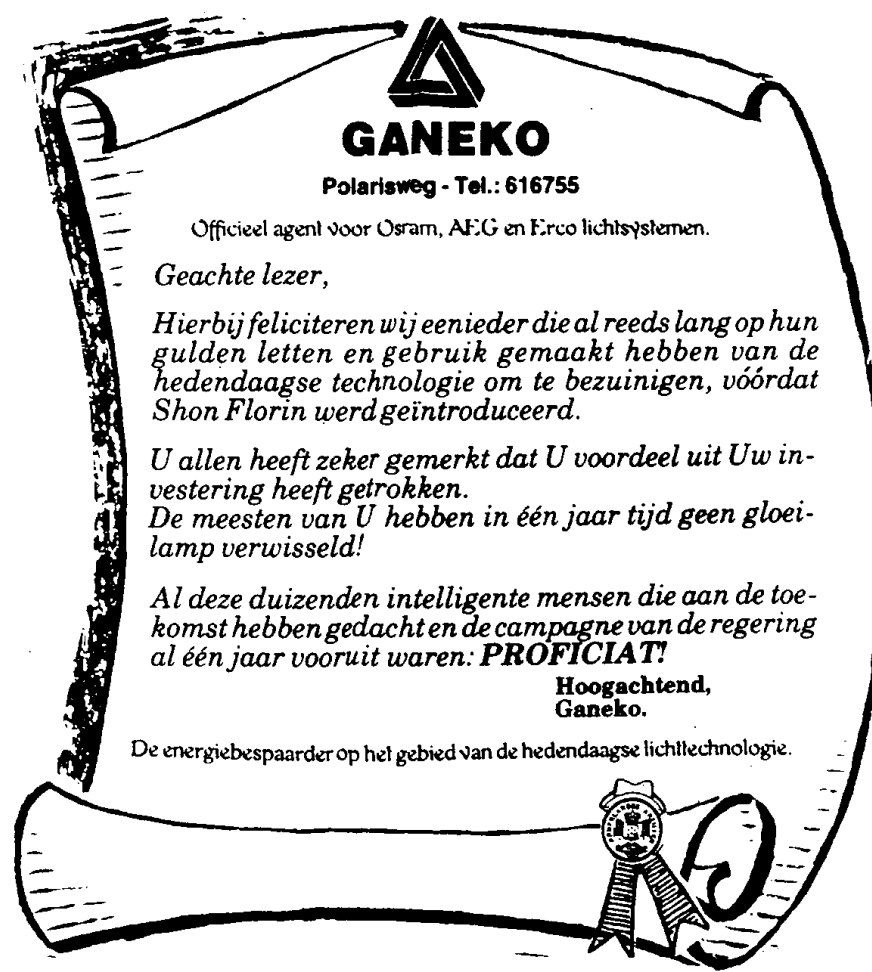 GANEKO
Polarisweg - Tel.: 616755
Officieel agent voor Osram, AEG en Erco lichtsystemen.
Geachte lezer,
Hierbij feliciteren wij eenieder die al reeds lang op hun
gulden letten en gebruik gemaakt hebben van de
hedendaagse technologie om te bezuinigen, vóórdat
Shon Florin werd geïntroduceerd.
U allen heeft zeker gemerkt dat U voordeel uit Uw in-
vestering heeft getrokken.
De meesten van U hebben in één jaar tijd geen gloei-
lamp verwisseld!
Al deze duizenden intelligente mensen die aan de toe-
komst hebben gedacht en de campagne van de regering
al één jaar vooruit waren: PROFICIAT!
Hoogachtend,
Ganeko.
De energiebespaarder op het gebied van de hedendaagse lichttechnologie.